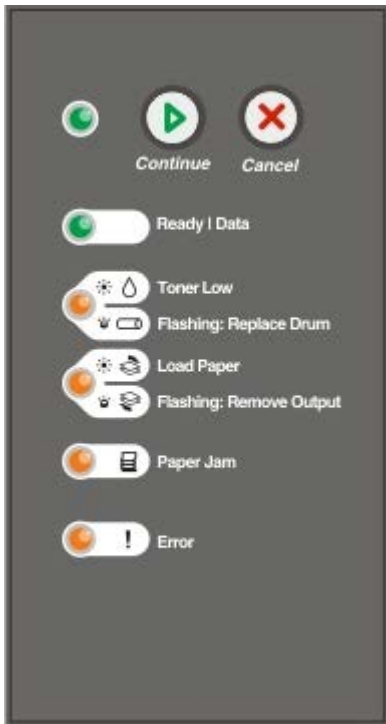 Continue Cancel
Ready | Data
Toner Low
Flashing: Replace Drum
Load Paper
Flashing: Remove Output
Paper Jam
! Error